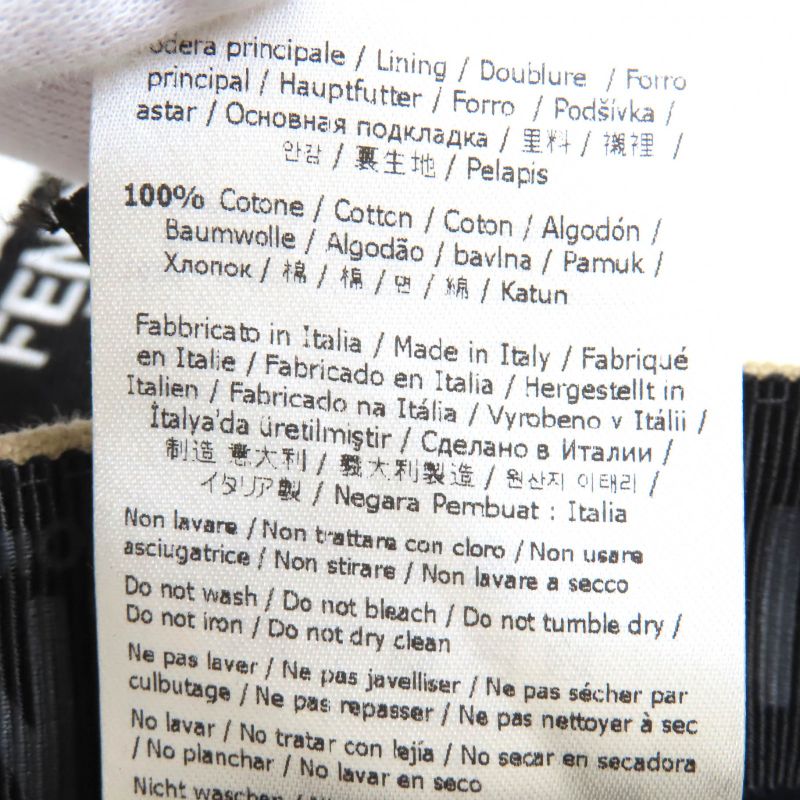 FEN
principale / Lining / Doublure / Forro
principal / Hauptfutter / Forro / Podšívka /
astar / Основная подкладка / 里料 / 襯裡 /
안감 / 裏生地 / Pelapis
100% Cotone / Cotton / Coton / Algodón /
Baumwolle / Algodão / bavlna / Pamuk /
Хлопок / 棉 / 棉 / 면 / 綿 / Katun
Fabbricato in Italia / Made in Italy / Fabriqué
en Italie / Fabricado en Italia / Hergestellt in
Italien / Fabricado na Itália / Vyrobeno v Itálii /
İtalya'da üretilmiştir / Сделано в Италии /
制造 意大利 / 義大利製造 / 원산지 이태리 /
イタリア製 / Negara Pembuat : Italia
Non lavare / Non trattare con cloro / Non usare
asciugatrice / Non stirare / Non lavare a secco
Do not wash / Do not bleach / Do not tumble dry /
Do not iron / Do not dry clean
Ne pas laver / Ne pas javelliser / Ne pas sécher par
culbutage / Ne pas repasser / Ne pas nettoyer à sec
No lavar / No tratar con lejía / No secar en secadora
/ No planchar / No lavar en seco
Nicht waschen /